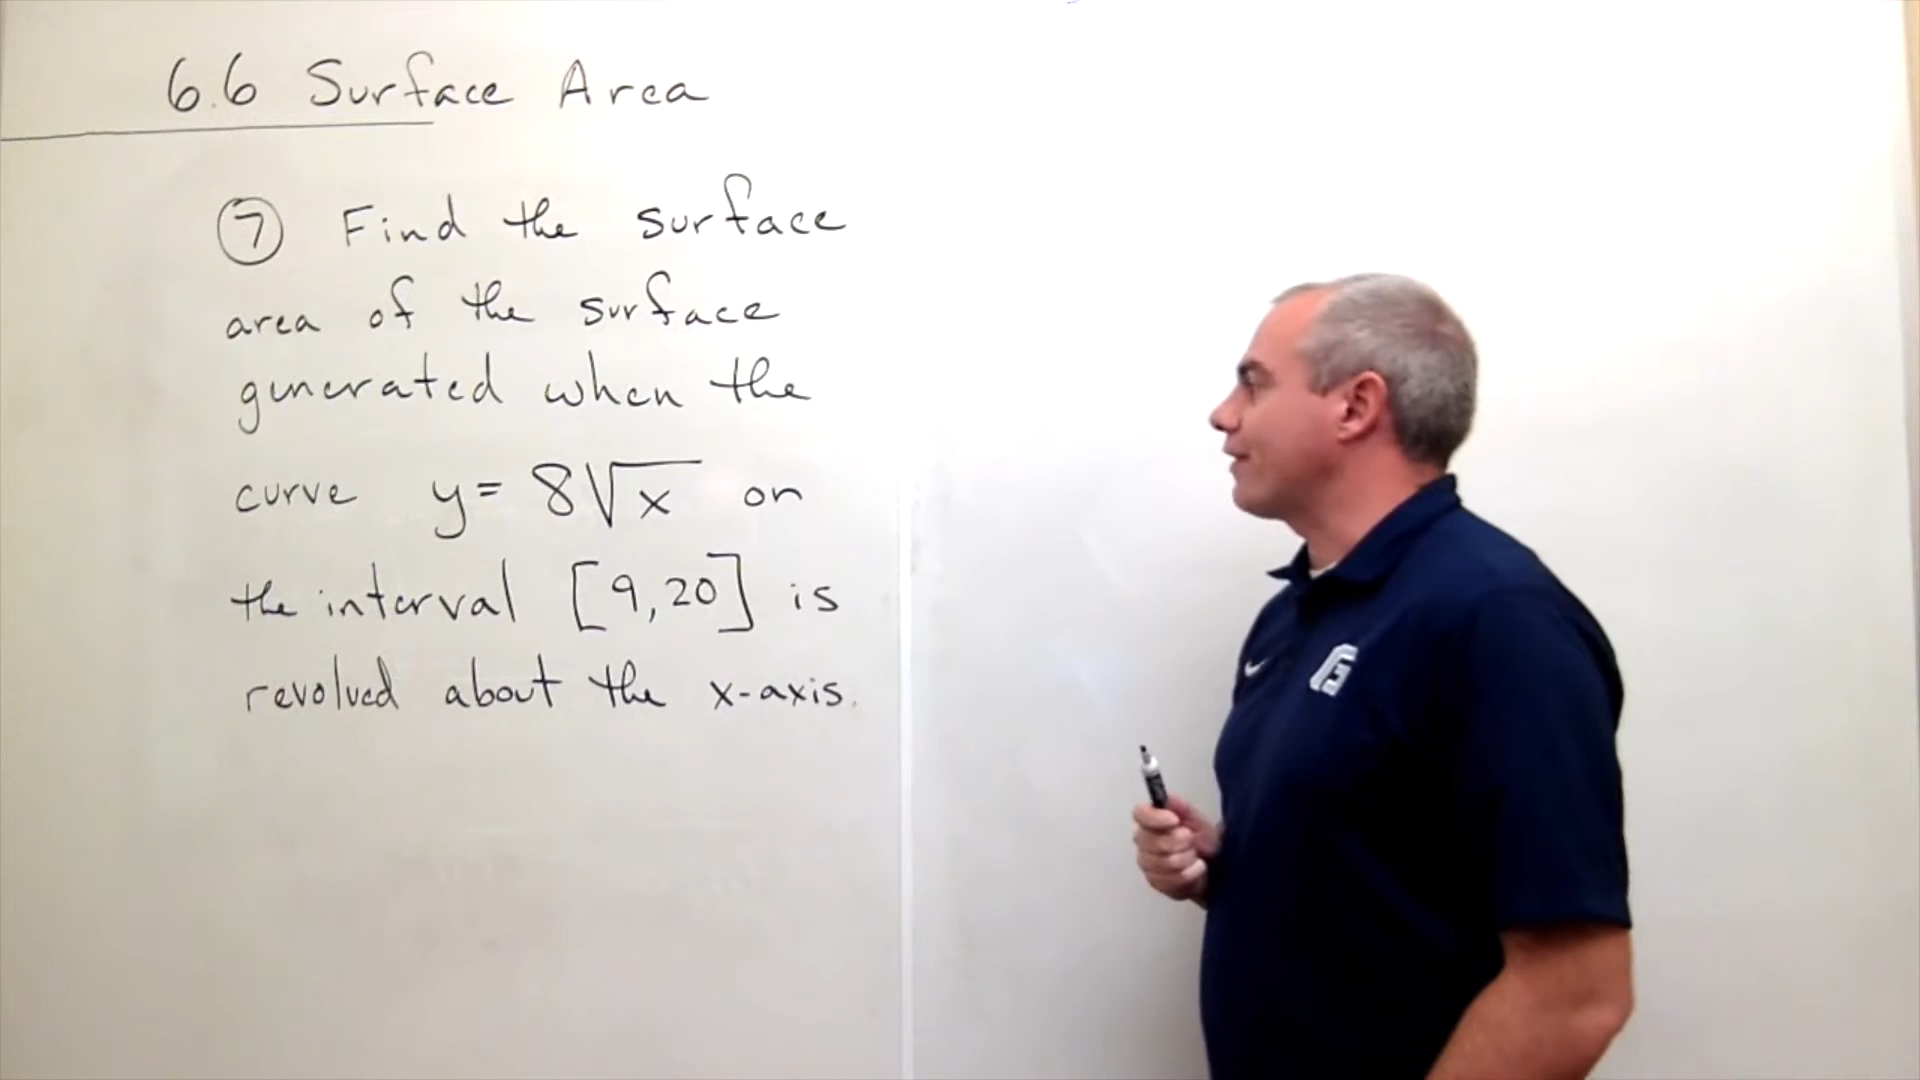 6.6 Surface Area
⑦ Find the surface
area of the surface
generated when the
curve y = 8√x on
the interval [9,20] is
revolved about the x-axis.